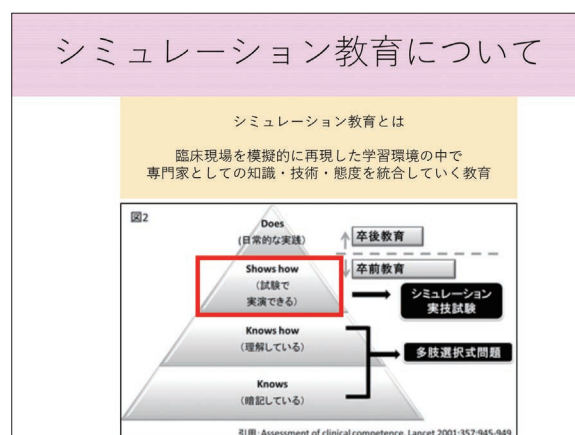 シミュレーション教育について
シミュレーション教育とは
臨床現場を模擬的に再現した学習環境の中で
専門家としての知識・技術・態度を統合していく教育
図2
Does
(日常的な実践)
卒後教育
卒前教育
Shows how
(試験で
実演できる)
シミュレーション
実技試験
Knows how
(理解している)
多肢選択式問題
Knows
(暗記している)
引用:Assessment of clinical competence. Lancet 2001;357:945-949